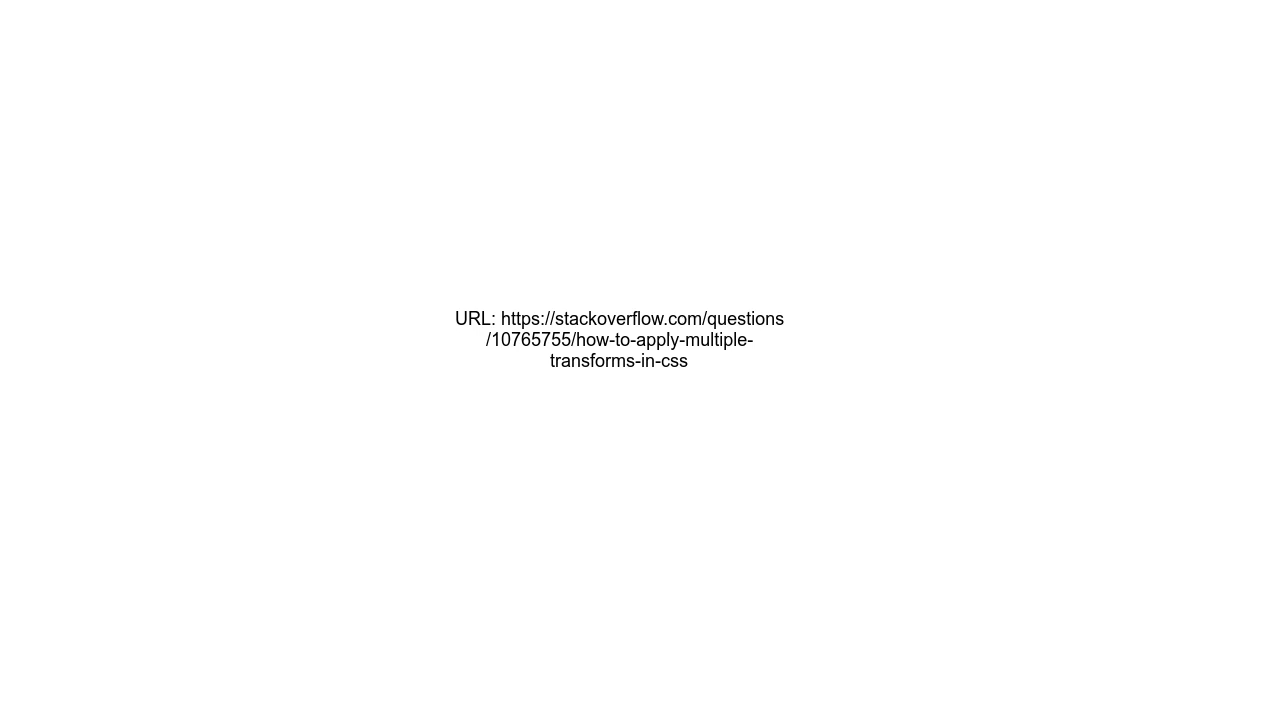 URL: https://stackoverflow.com/questions
/10765755/how-to-apply-multiple-
transforms-in-css